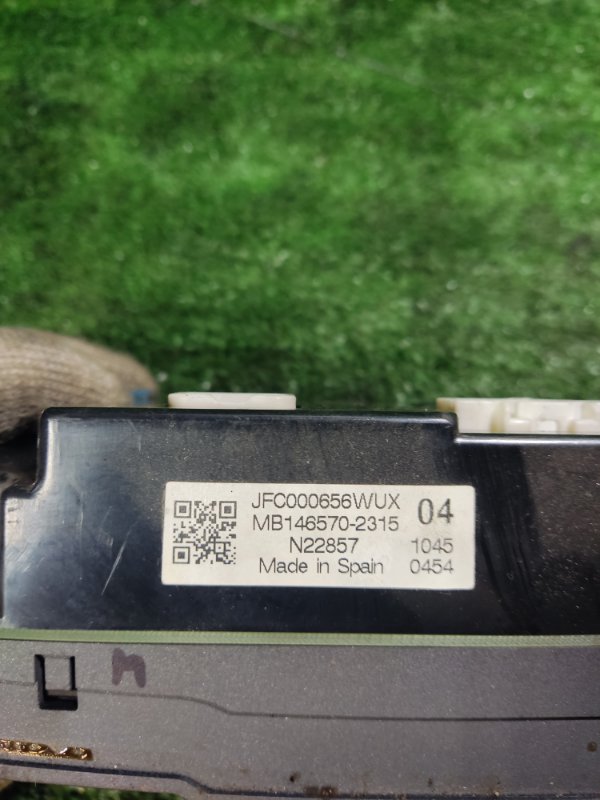 JFC000656WUX 04
MB146570-2315
N22857 1045
Made in Spain 0454
n